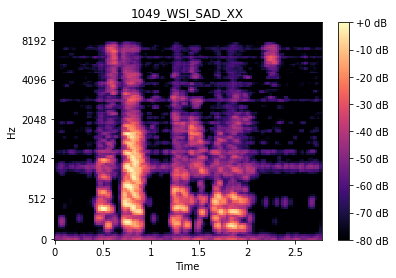 1049_WSI_SAD_XX
+0 dB
8192
-10 dB
4096
-20 dB
-30 dB
2048
Hz
-40 dB
1024
-50 dB
512
-60 dB
-70 dB
0
-80 dB
0 0.5 1 1.5 2 2.5
Time